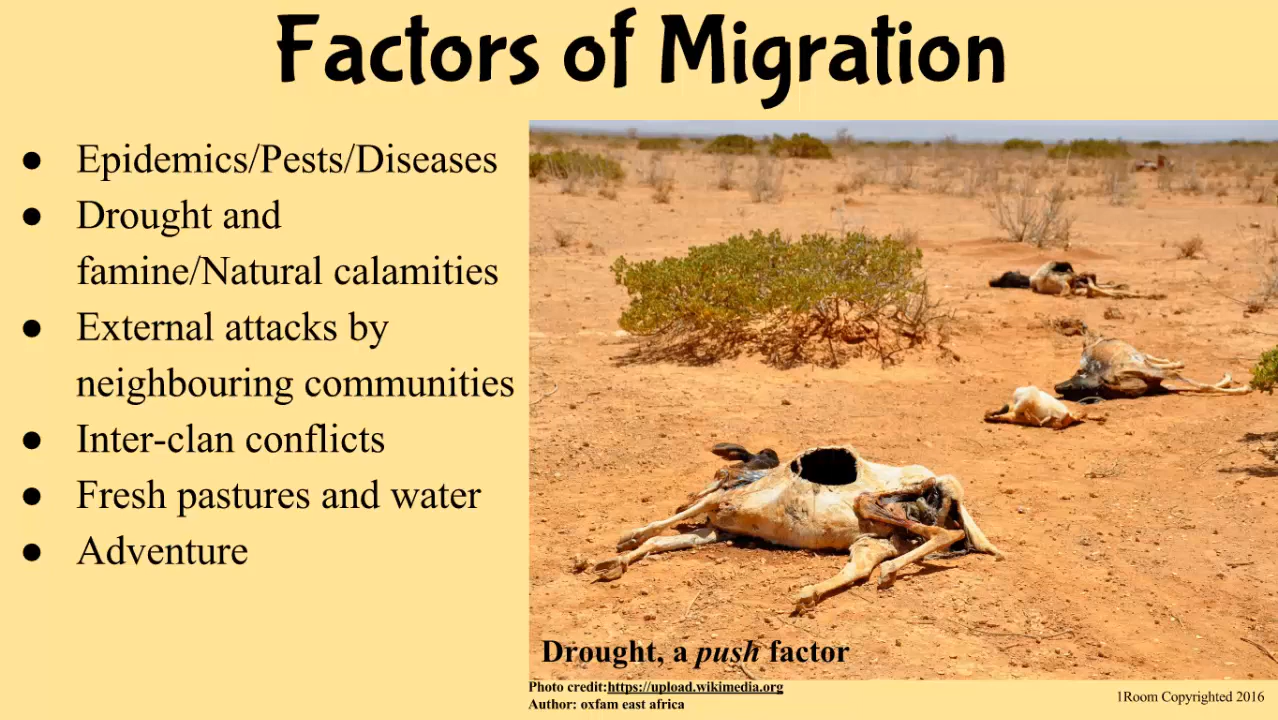 Factors of Migration
● Epidemics/Pests/Diseases
● Drought and
famine/Natural calamities
● External attacks by
neighbouring communities
● Inter-clan conflicts
● Fresh pastures and water
● Adventure
Drought, a push factor
Photo credit:https://upload.wikimedia.org
Author: oxfam east africa
1Room Copyrighted 2016